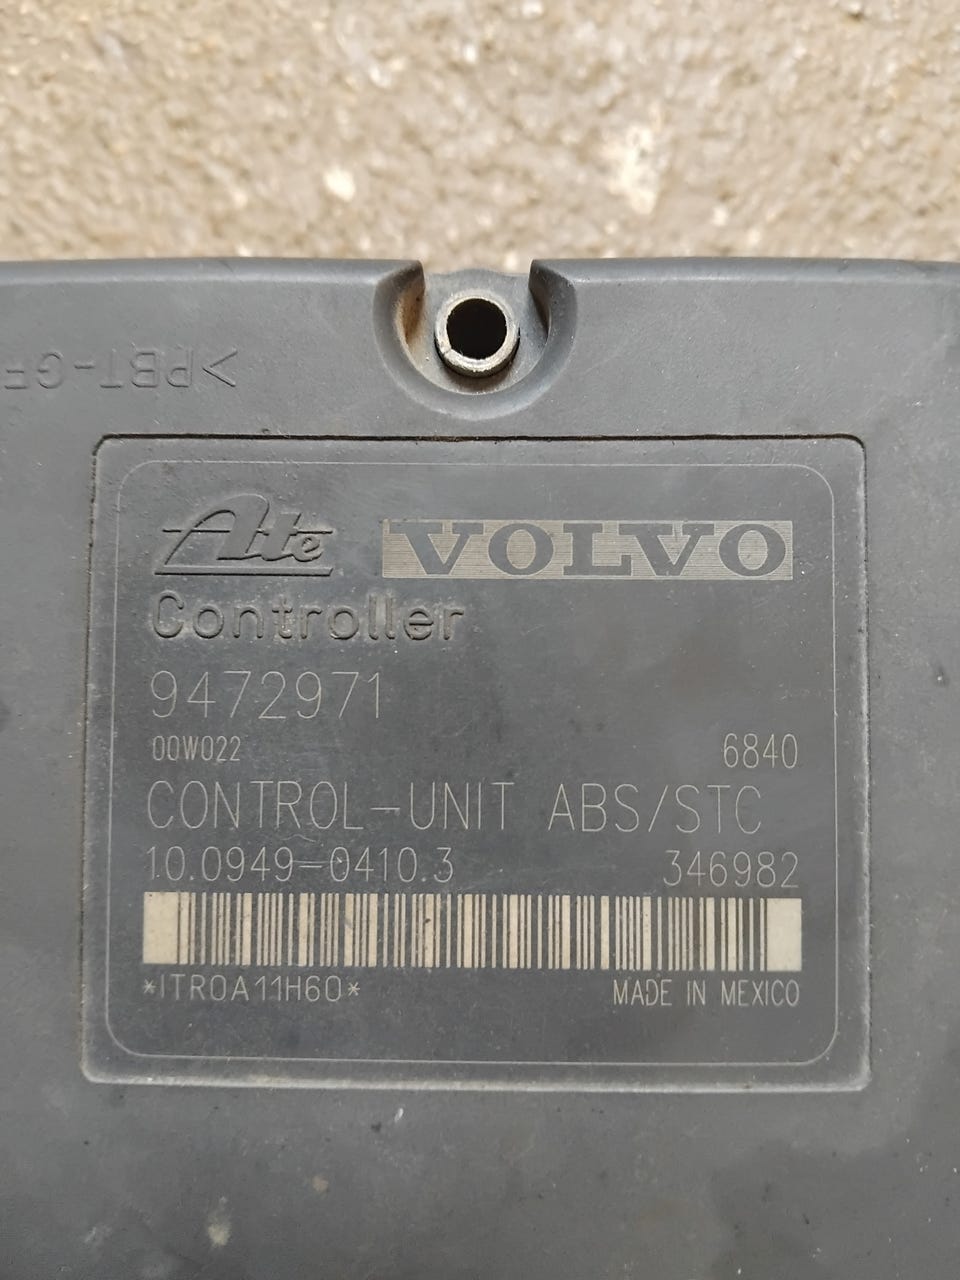 >PBT-GF
Ate VOLVO
Controller
9472971
00W022 6840
CONTROL-UNIT ABS/STC
10.0949-0410.3 346982
*ITR0A11H60* MADE IN MEXICO